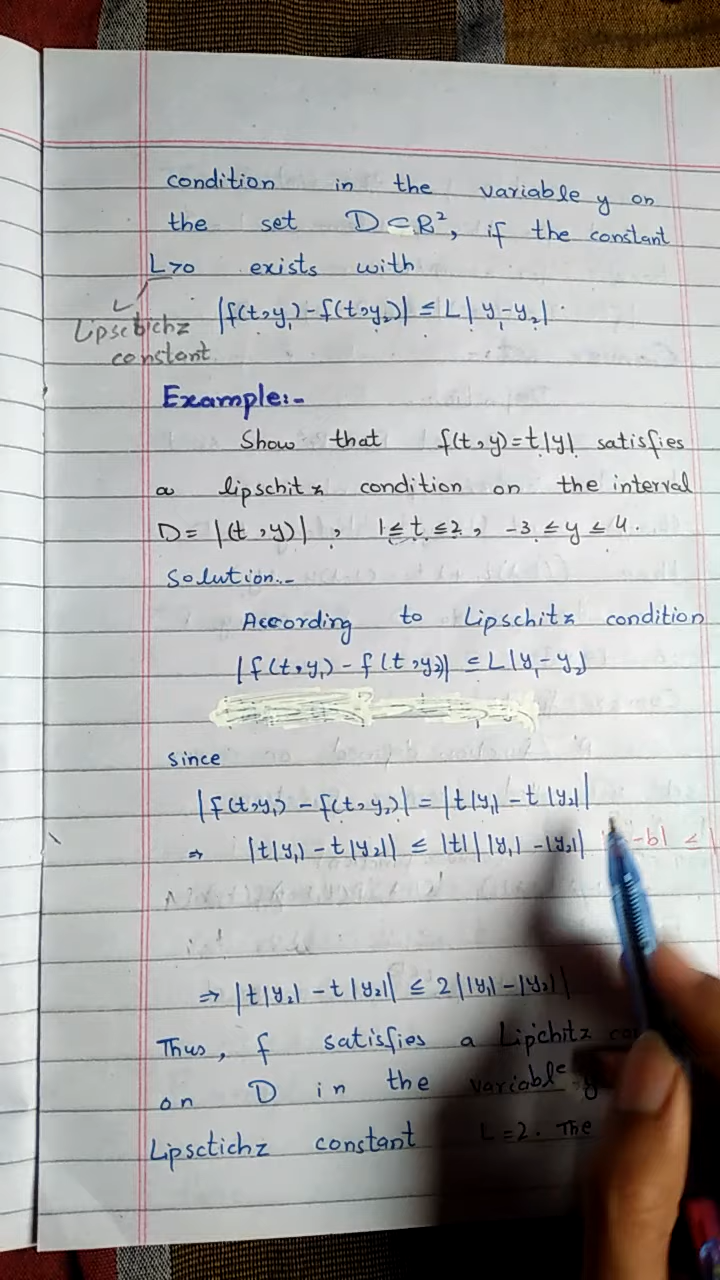 condition in the variable y on
the set D⊂R², if the constant
L>0 exists with
Lipsctichz
constant
|f(t,y₁)-f(t,y₂)| ≤ L|y₁-y₂|.
Example:-
Show that f(t,y)=t|y| satisfies
a lipschitz condition on the interval
D= |(t,y)|, 1≤t≤2, -3≤y≤4.
Solution:-
According to Lipschitz condition
|f(t,y₁)-f(t,y₂)| ≤L|y₁-y₂|
since
|f(t,y₁)-f(t,y₂)|=|t|y₁|-t|y₂||
⇒ |t|y₁|-t|y₂|| ≤ |t|||y₁|-|y₂|| -b| ≤
⇒ |t|y₁|-t|y₂|| ≤ 2||y₁|-|y₂||
Thus, f satisfies a Lipchitz
on D in the variable y
Lipsctichz constant L=2. The